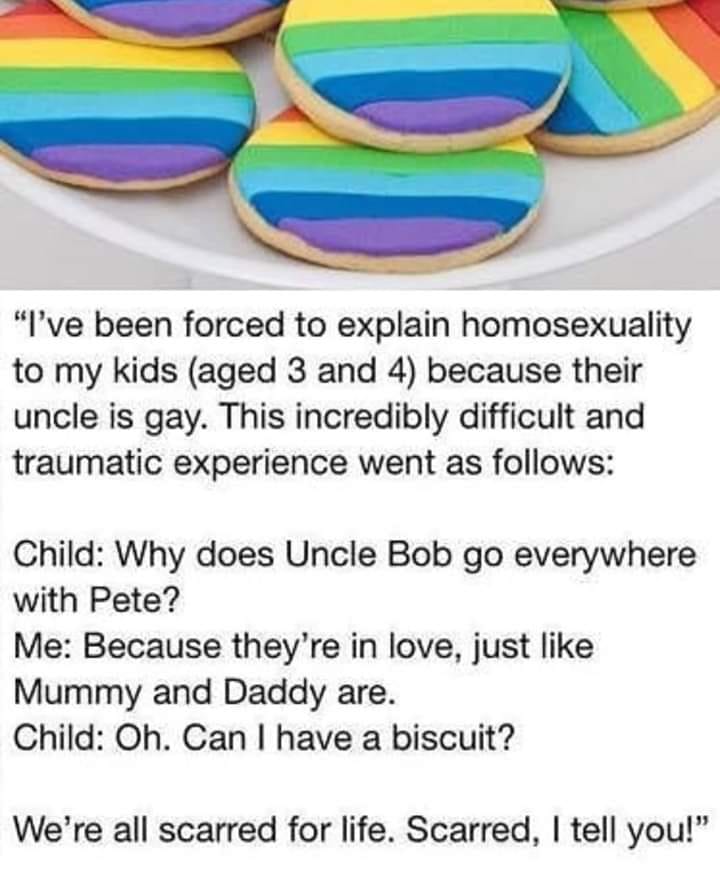 “I’ve been forced to explain homosexuality
to my kids (aged 3 and 4) because their
uncle is gay. This incredibly difficult and
traumatic experience went as follows:
Child: Why does Uncle Bob go everywhere
with Pete?
Me: Because they’re in love, just like
Mummy and Daddy are.
Child: Oh. Can I have a biscuit?
We’re all scarred for life. Scarred, I tell you!”